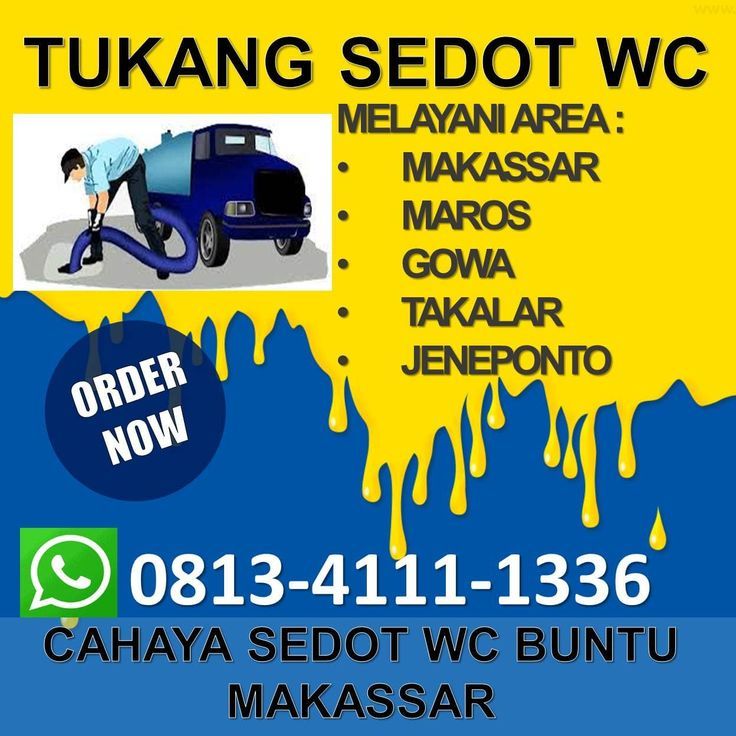 www.
TUKANG SEDOT WC
MELAYANI AREA :
• MAKASSAR
• MAROS
• GOWA
• TAKALAR
• JENEPONTO
ORDER
NOW
0813-4111-1336
CAHAYA SEDOT WC BUNTU
MAKASSAR